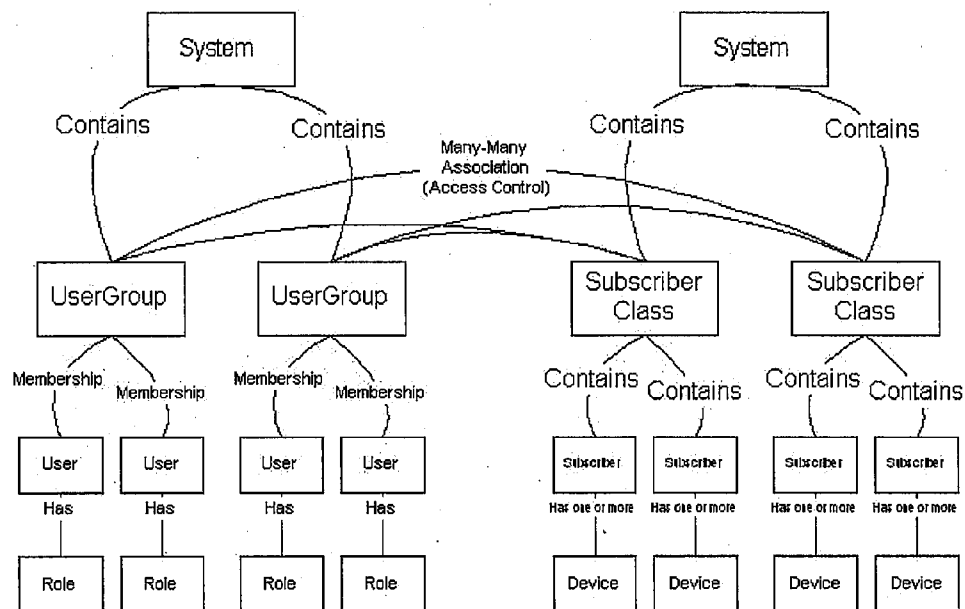 System
System
Contains
Contains
Contains
Contains
Many-Many
Association
(Access Control)
UserGroup
UserGroup
Subscriber
Class
Subscriber
Class
Membership
Membership
Membership
Membership
Contains
Contains
Contains
Contains
User
User
User
User
Subscriber
Subscriber
Subscriber
Subscriber
Has
Has
Has
Has
Has one or more
Has one or more
Has one or more
Has one or more
Role
Role
Role
Role
Device
Device
Device
Device